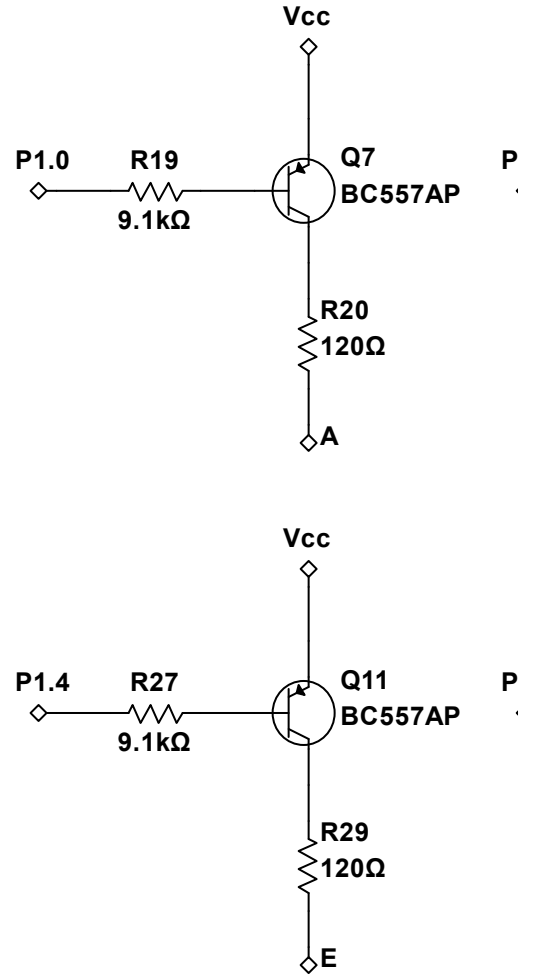 Vcc
P1.0
R19
9.1kΩ
Q7
BC557AP
P
R20
120Ω
A
Vcc
P1.4
R27
9.1kΩ
Q11
BC557AP
P
R29
120Ω
E